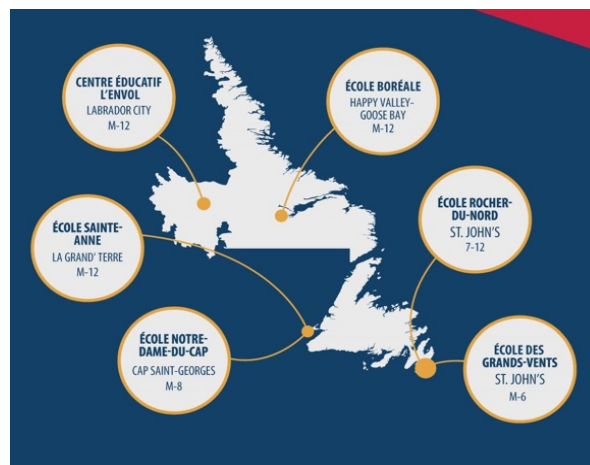 CENTRE ÉDUCATIF
L'ENVOL
LABRADOR CITY
M-12
ÉCOLE BORÉALE
HAPPY VALLEY-
GOOSE BAY
M-12
ÉCOLE SAINTE-
ANNE
LA GRAND' TERRE
M-12
ÉCOLE ROCHER-
DU-NORD
ST. JOHN'S
7-12
ÉCOLE NOTRE-
DAME-DU-CAP
CAP SAINT-GEORGES
M-8
ÉCOLE DES
GRANDS-VENTS
ST. JOHN'S
M-6